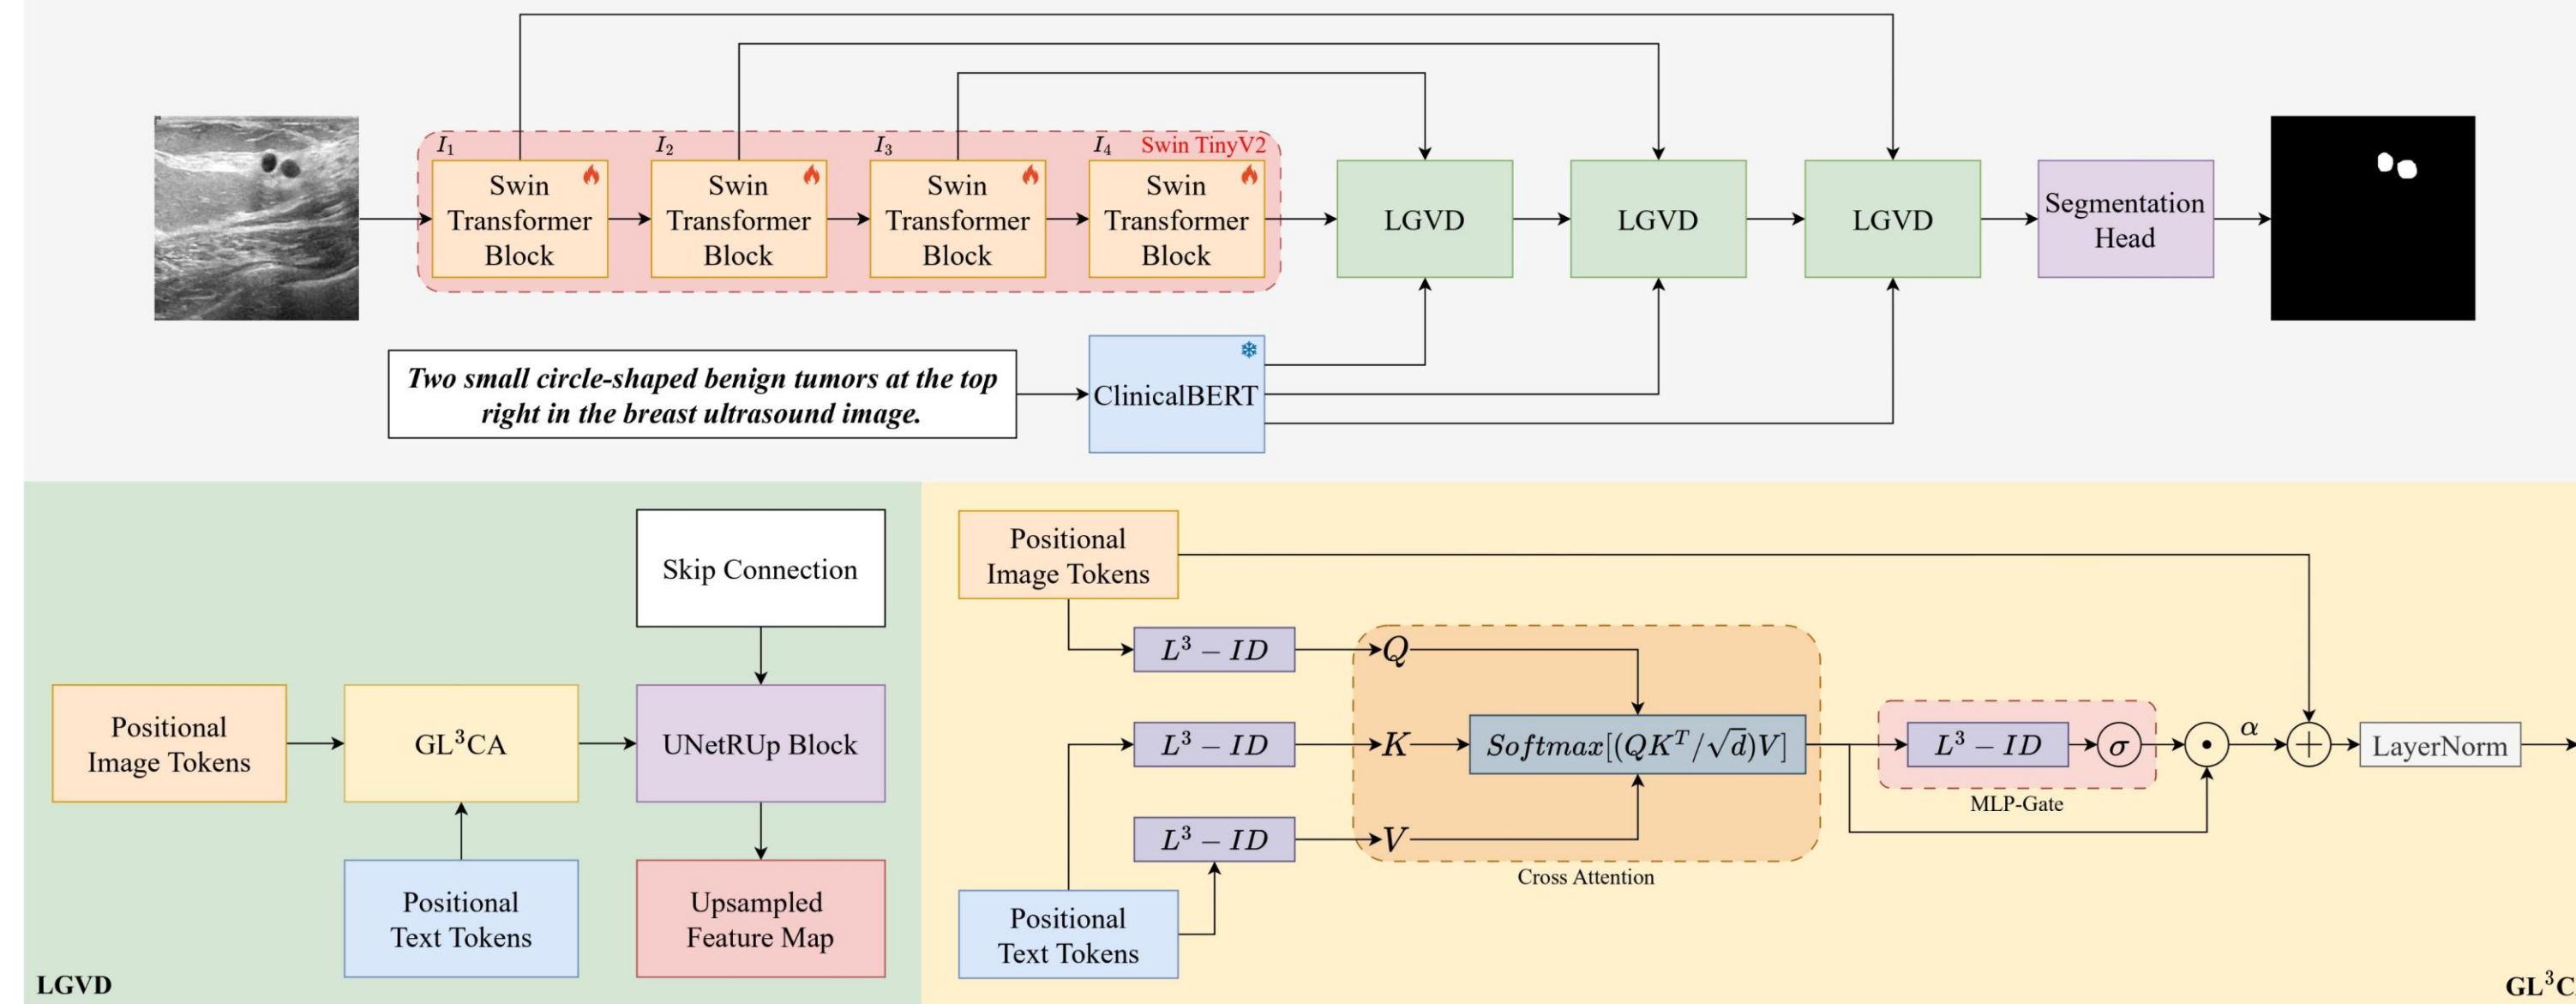 I₁
I₂
I₃
I₄
Swin TinyV2
Swin
Transformer
Block
Swin
Transformer
Block
Swin
Transformer
Block
Swin
Transformer
Block
LGVD
LGVD
LGVD
Segmentation
Head
Two small circle-shaped benign tumors at the top
right in the breast ultrasound image.
ClinicalBERT
Skip Connection
Positional
Image Tokens
GL³CA
UNetRUp Block
Positional
Text Tokens
Upsampled
Feature Map
LGVD
Positional
Image Tokens
L³ − ID
Q
L³ − ID
K
Softmax[(QKᵀ/√d)V]
L³ − ID
σ
α
LayerNorm
MLP-Gate
L³ − ID
V
Cross Attention
Positional
Text Tokens
GL³C